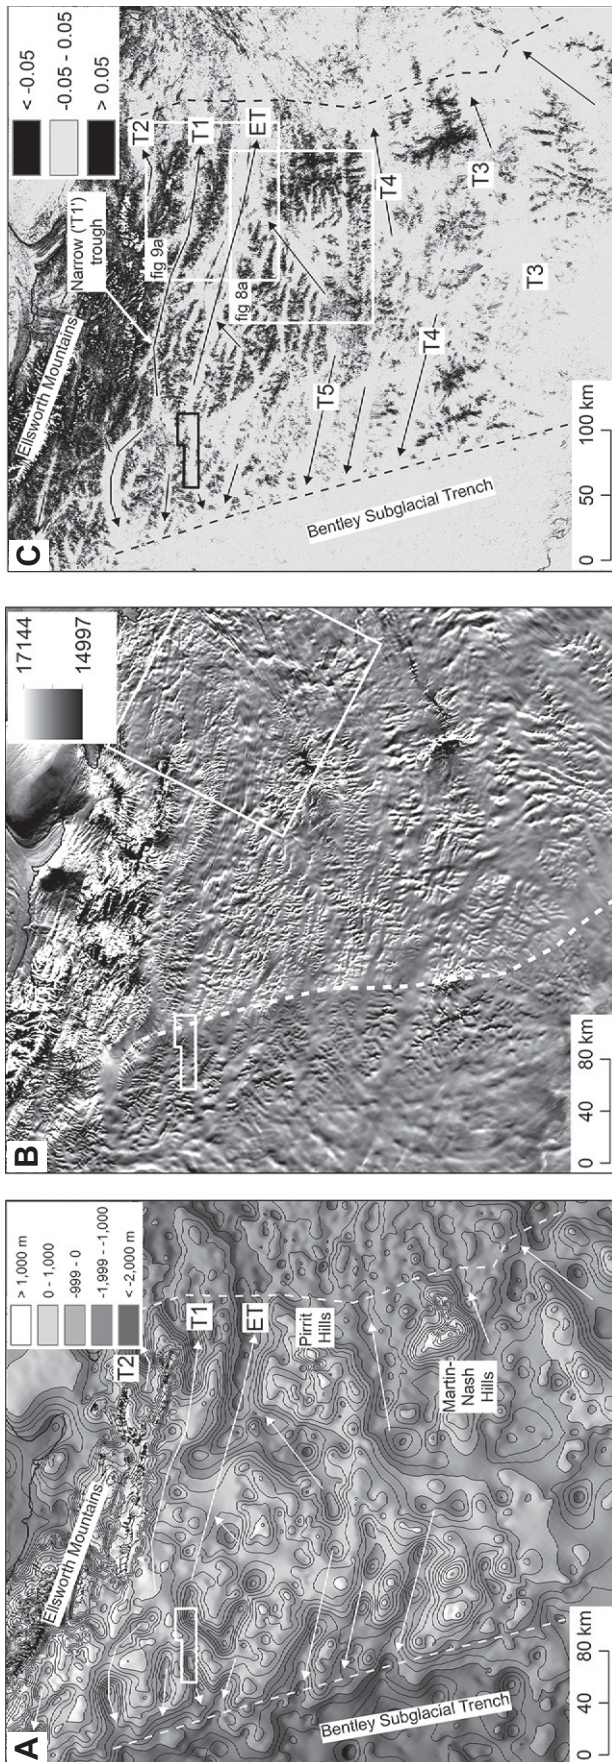 A
> 1,000 m
0 - 1,000
-999 - 0
-1,999 - -1,000
< -2,000 m
Ellsworth Mountains
T2
T1
ET
Pirrit
Hills
Martin-
Nash
Hills
Bentley Subglacial Trench
0 40 80 km
B
17144
14997
0 40 80 km
C
< -0.05
-0.05 - 0.05
> 0.05
Ellsworth Mountains
Narrow ('T1')
trough
T2
T1
ET
fig 9a
fig 8a
T4
T3
T5
T4
T3
Bentley Subglacial Trench
0 50 100 km